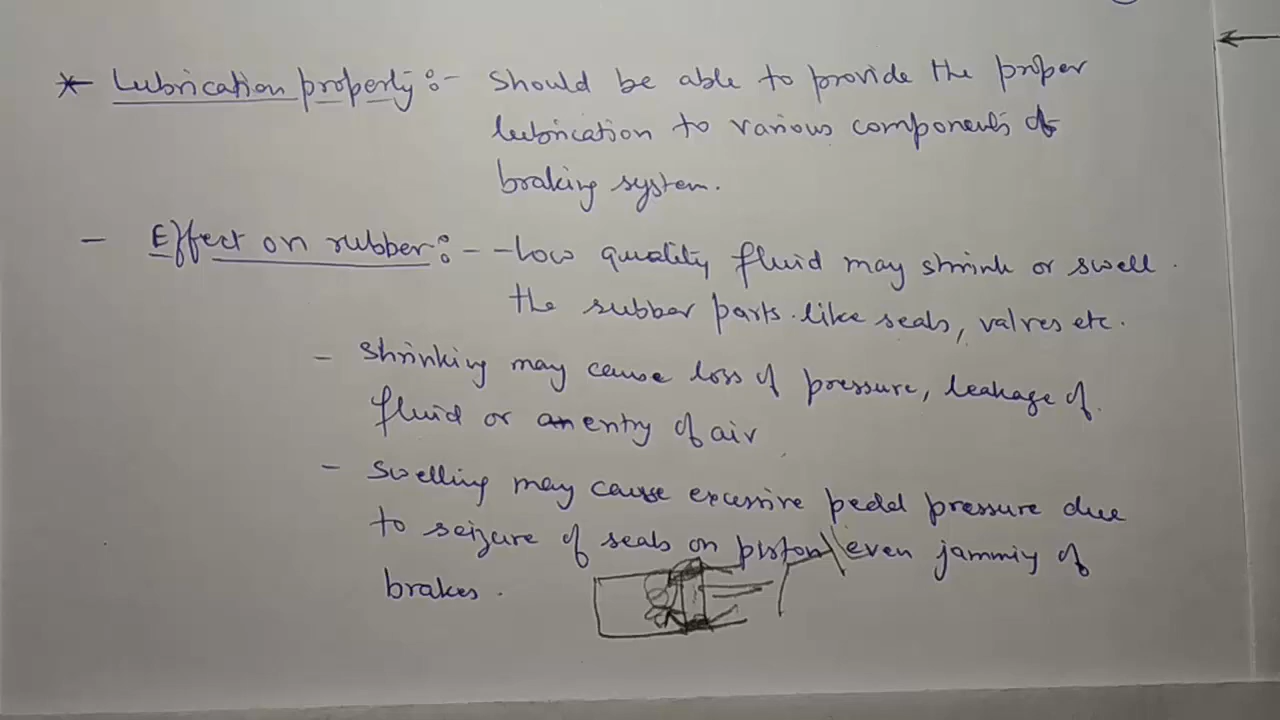 * Lubrication property:- Should be able to provide the proper
lubrication to various components of
braking system.
- Effect on rubber:- - Low quality fluid may shrink or swell.
the rubber parts. like seals, valves etc.
- Shrinking may cause loss of pressure, leakage of.
fluid or an entry of air
- Swelling may cause excessive pedal pressure due
to seizure of seals on piston\ even jamming of
brakes.